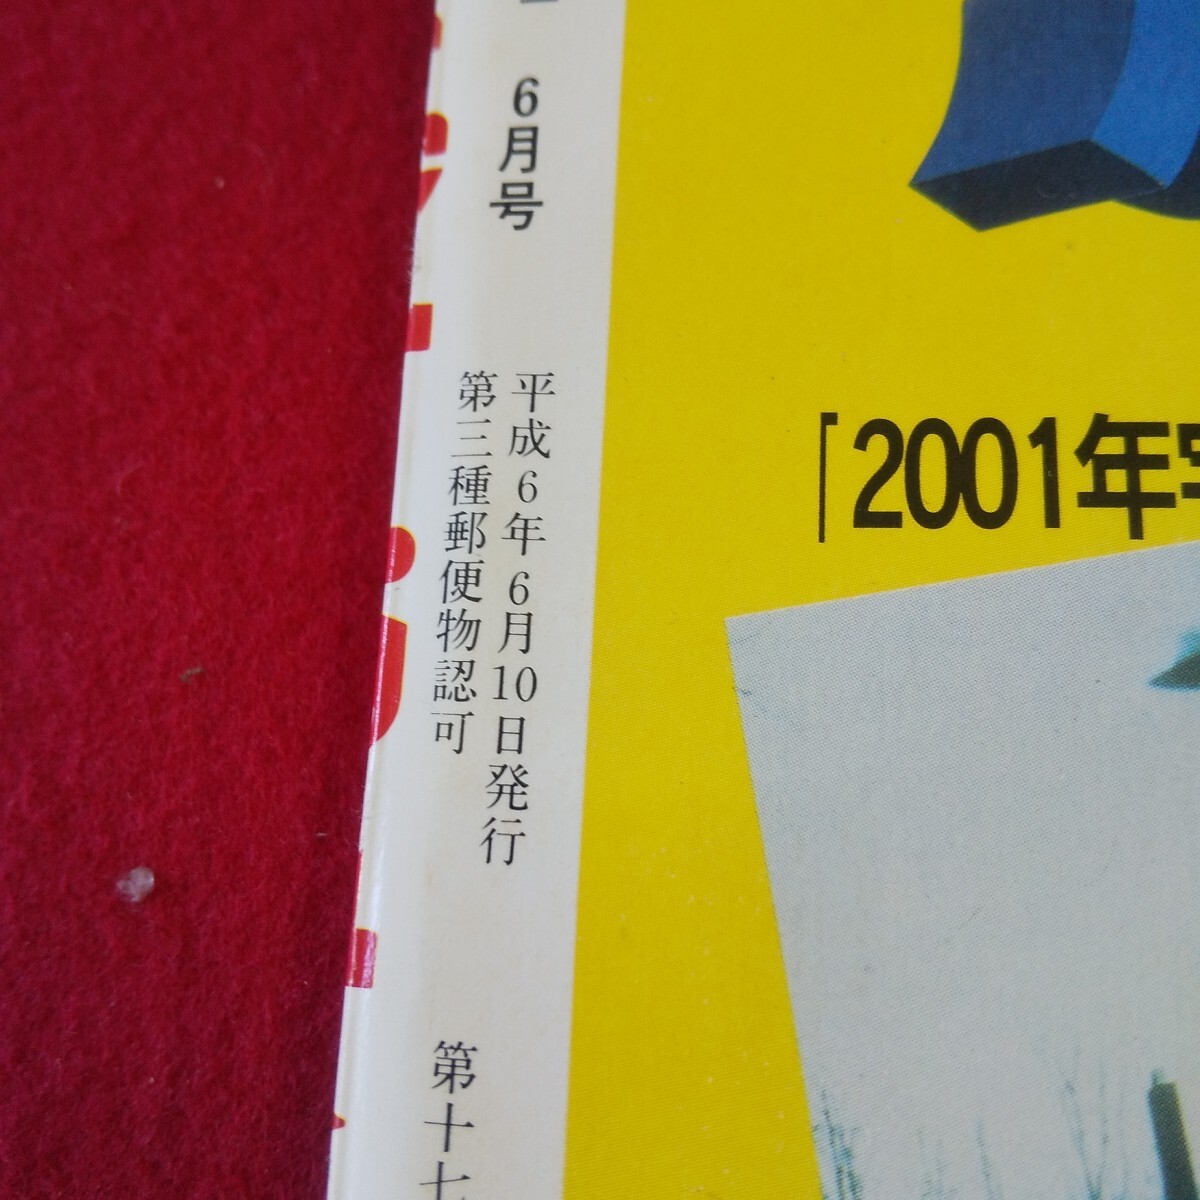 6月号
平成6年6月10日発行
第三種郵便物認可
第十七
「2001年